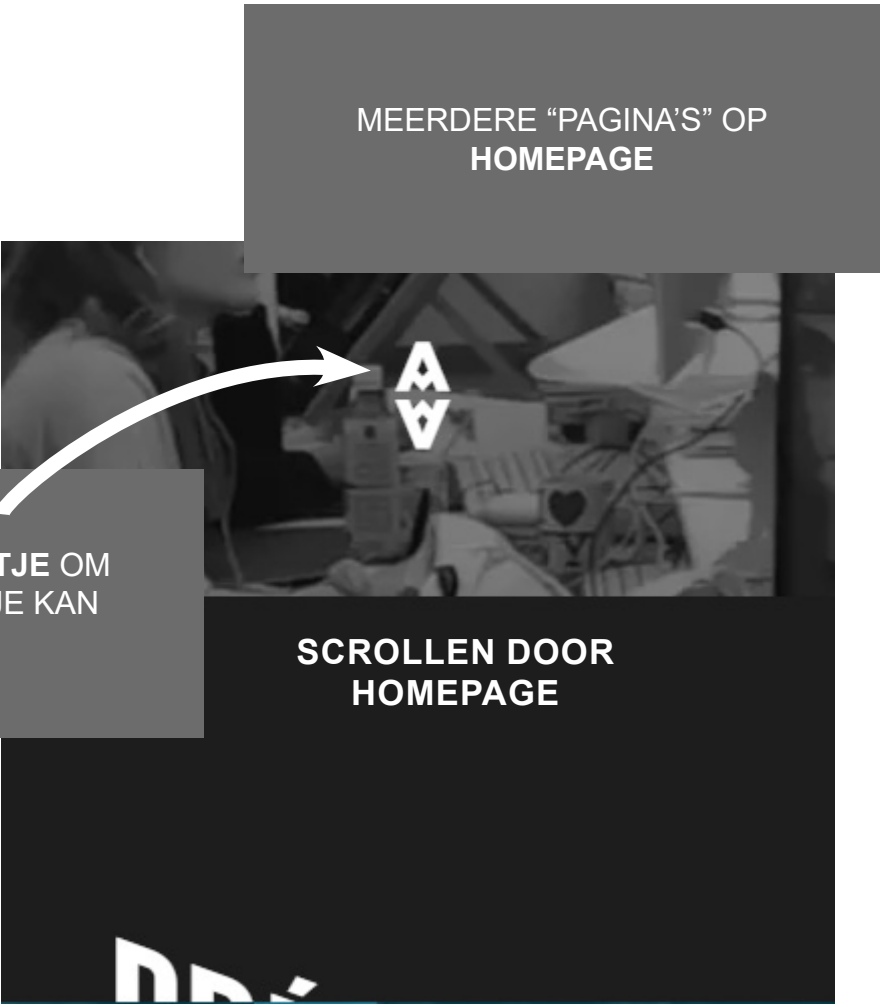 MEERDERE “PAGINA’S” OP
HOMEPAGE
TJE OM
JE KAN
SCROLLEN DOOR
HOMEPAGE